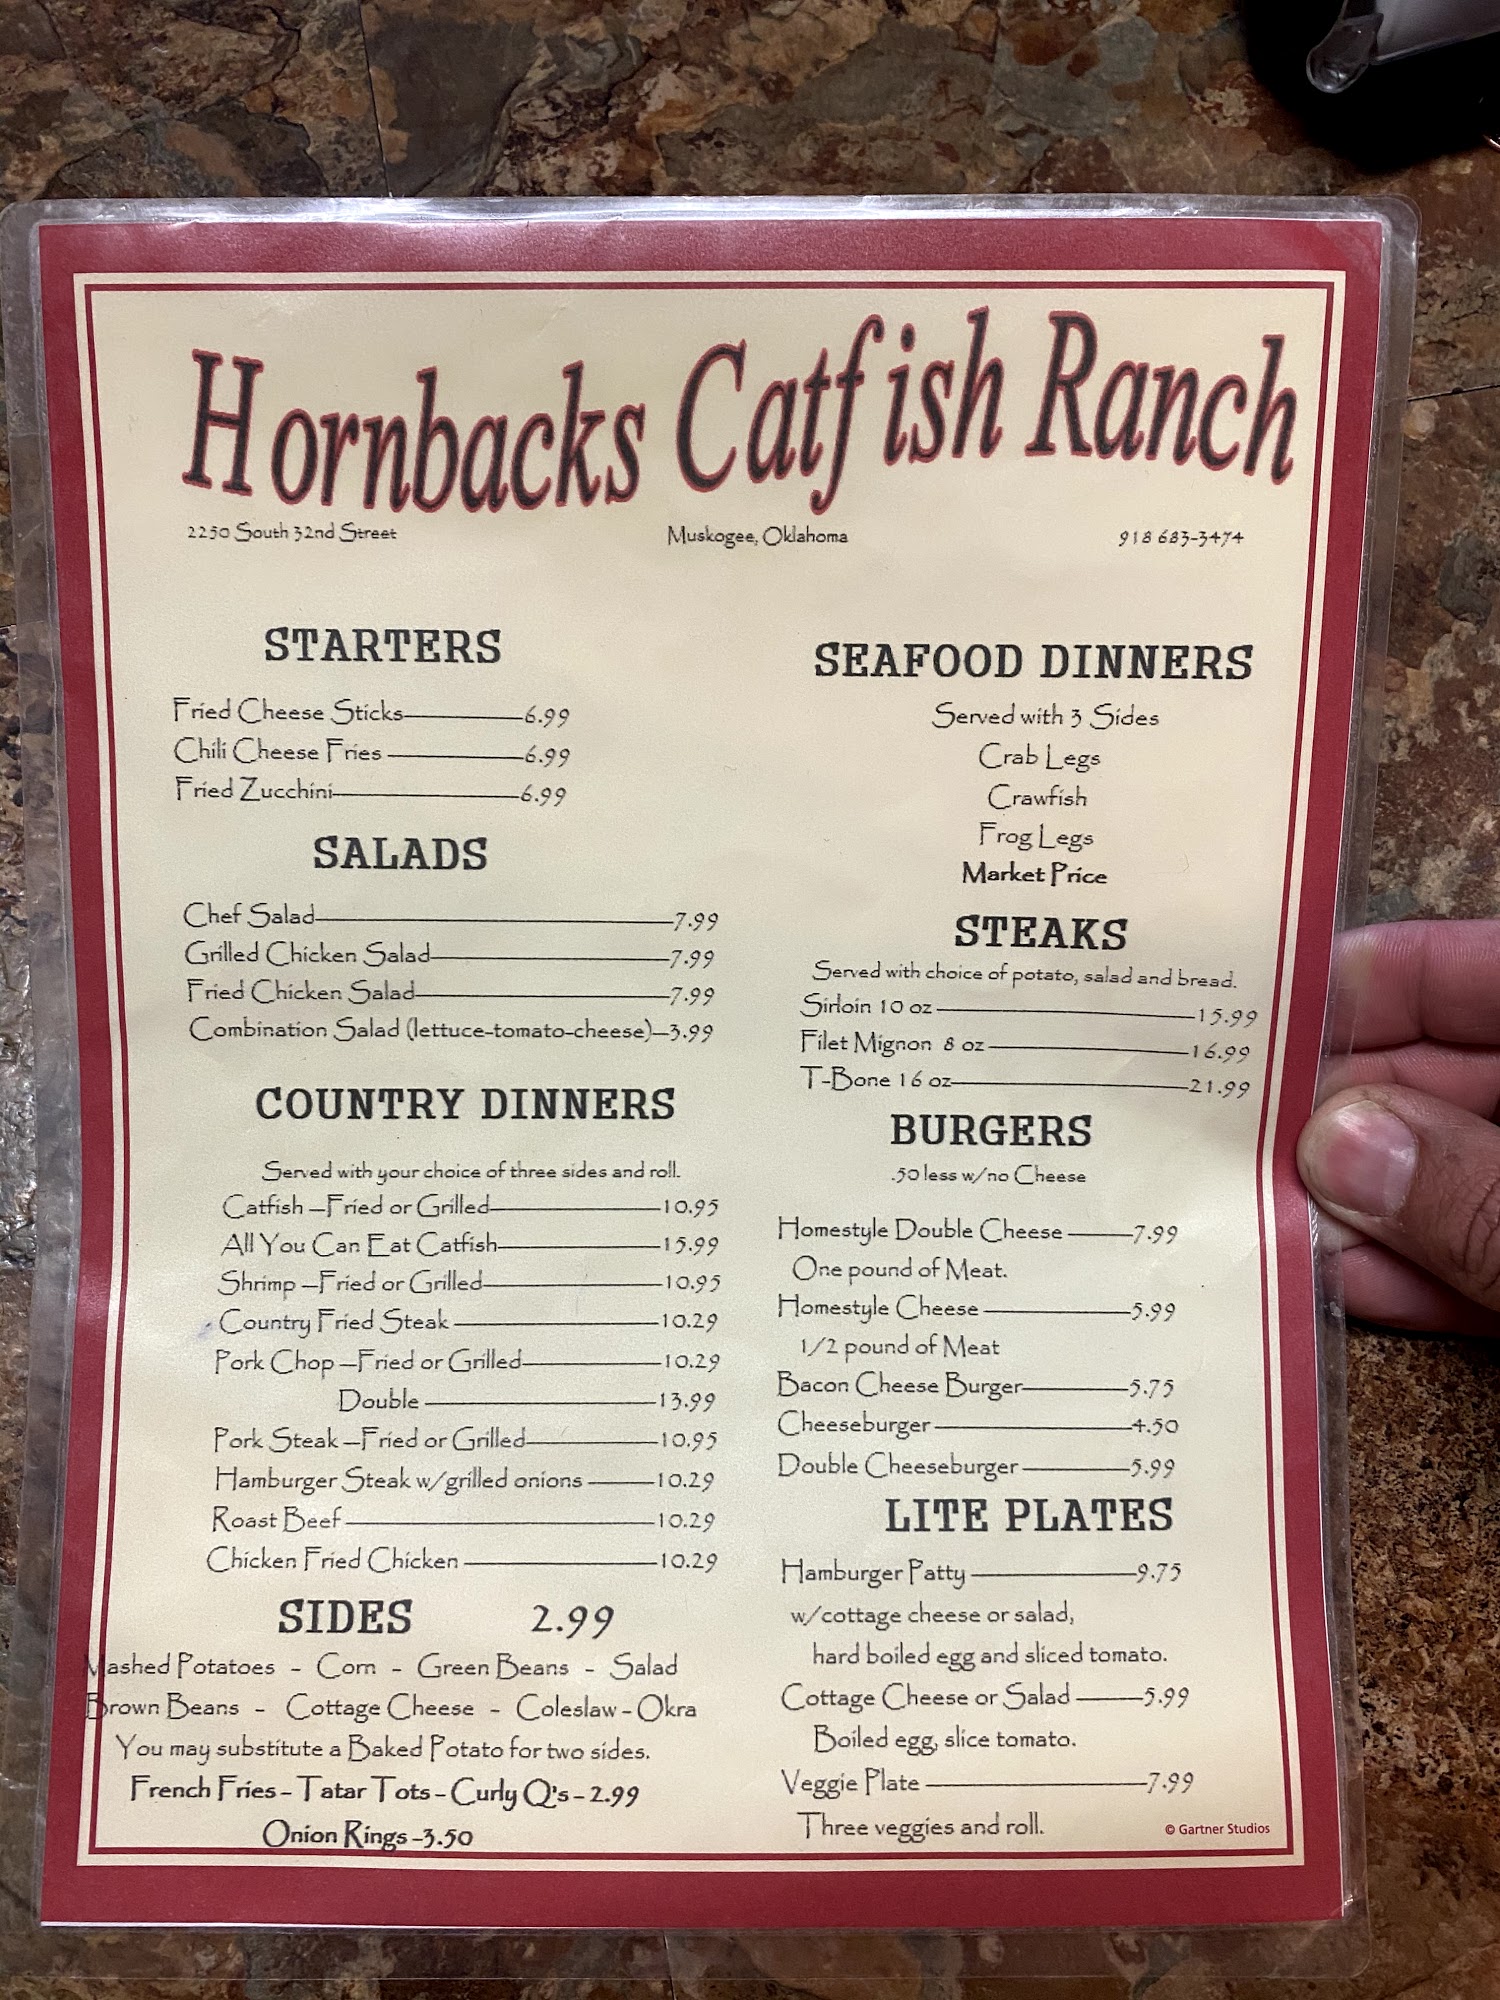 Hornbacks Catfish Ranch
2250 South 32nd Street Muskogee, Oklahoma 918 683-3474
STARTERS
Fried Cheese Sticks 6.99
Chili Cheese Fries 6.99
Fried Zucchini 6.99
SALADS
Chef Salad 7.99
Grilled Chicken Salad 7.99
Fried Chicken Salad 7.99
Combination Salad (lettuce-tomato-cheese) 3.99
COUNTRY DINNERS
Served with your choice of three sides and roll.
Catfish —Fried or Grilled 10.95
All You Can Eat Catfish 15.99
Shrimp —Fried or Grilled 10.95
Country Fried Steak 10.29
Pork Chop —Fried or Grilled 10.29
Double 13.99
Pork Steak —Fried or Grilled 10.95
Hamburger Steak w/grilled onions 10.29
Roast Beef 10.29
Chicken Fried Chicken 10.29
SIDES 2.99
Mashed Potatoes - Corn - Green Beans - Salad
Brown Beans - Cottage Cheese - Coleslaw - Okra
You may substitute a Baked Potato for two sides.
French Fries - Tatar Tots - Curly Q's - 2.99
Onion Rings -3.50
SEAFOOD DINNERS
Served with 3 Sides
Crab Legs
Crawfish
Frog Legs
Market Price
STEAKS
Served with choice of potato, salad and bread.
Sirloin 10 oz 15.99
Filet Mignon 8 oz 16.99
T-Bone 16 oz 21.99
BURGERS
.50 less w/no Cheese
Homestyle Double Cheese 7.99
One pound of Meat.
Homestyle Cheese 5.99
1/2 pound of Meat
Bacon Cheese Burger 5.75
Cheeseburger 4.50
Double Cheeseburger 5.99
LITE PLATES
Hamburger Patty 9.75
w/cottage cheese or salad,
hard boiled egg and sliced tomato.
Cottage Cheese or Salad 5.99
Boiled egg, slice tomato.
Veggie Plate 7.99
Three veggies and roll.
© Gartner Studios